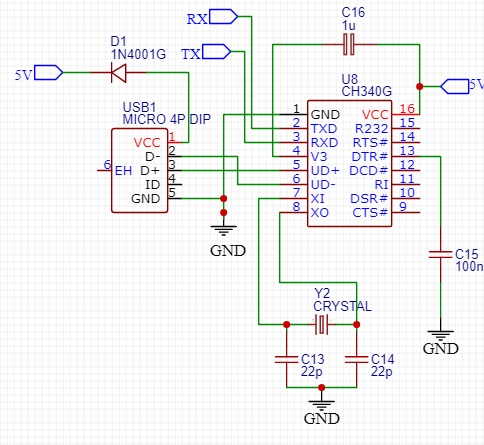 C16
1u
RX
D1
1N4001G
TX
5V
5V
U8
CH340G
USB1
MICRO 4P DIP
VCC 1
D- 2
6 EH D+ 3
ID 4
GND 5
1 GND VCC 16
2 TXD R232 15
3 RXD RTS# 14
4 V3 DTR# 13
5 UD+ DCD# 12
6 UD- RI 11
7 XI DSR# 10
8 XO CTS# 9
GND
C15
100n
Y2
CRYSTAL
GND
C13
22p
C14
22p
GND